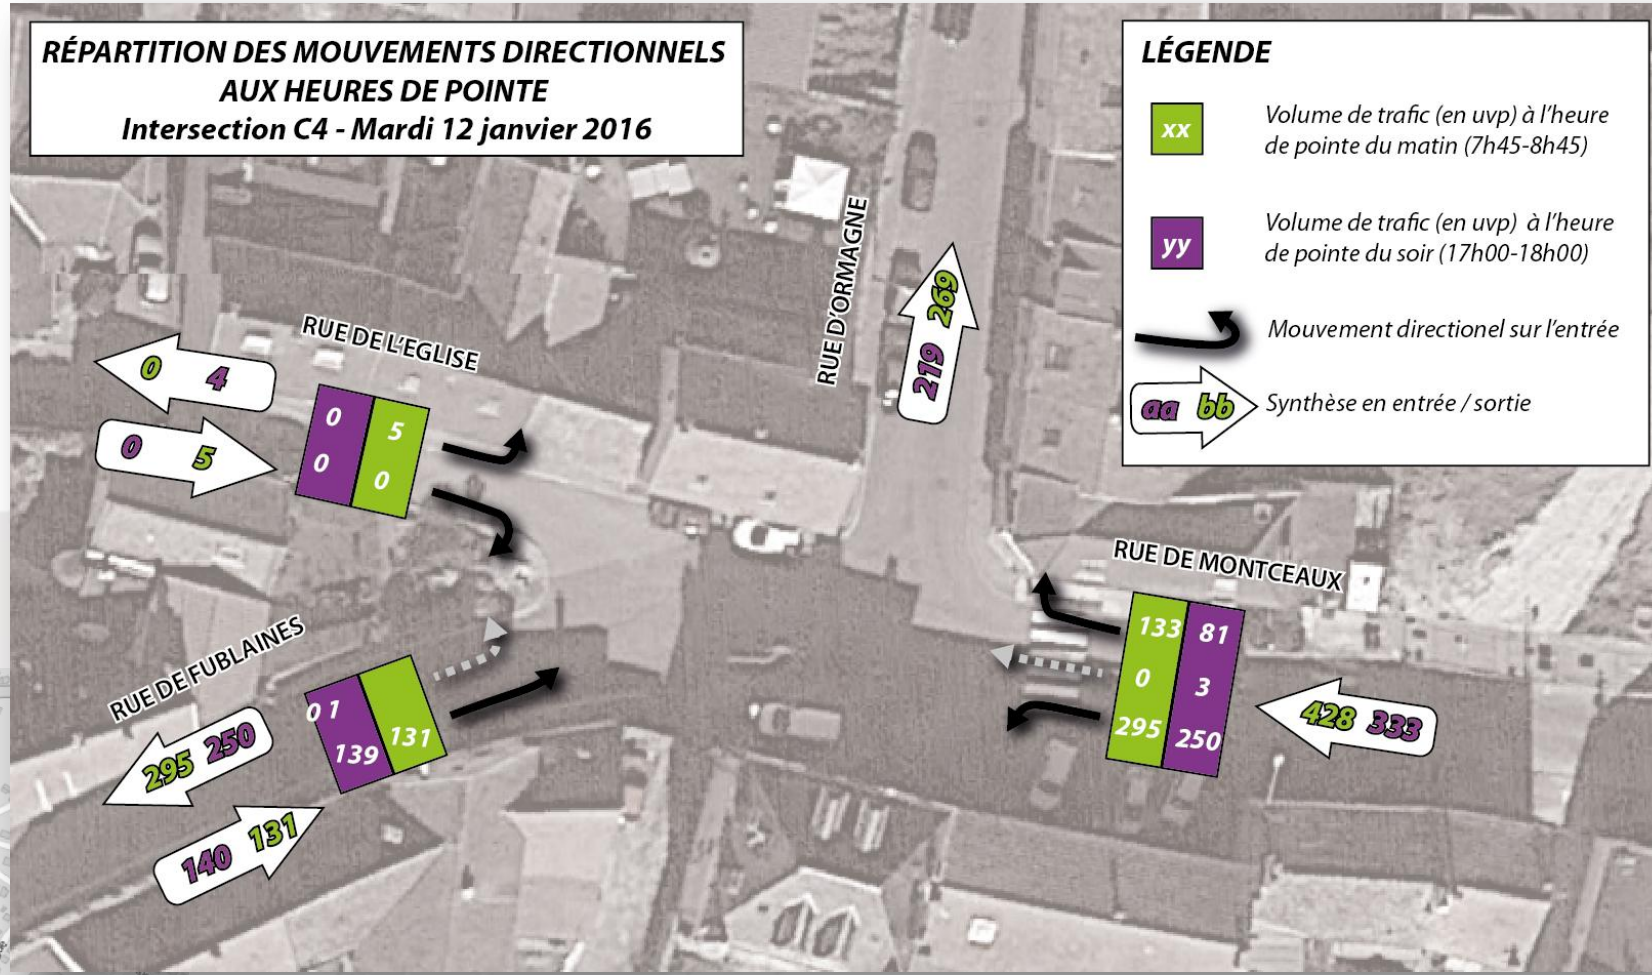 RÉPARTITION DES MOUVEMENTS DIRECTIONNELS
AUX HEURES DE POINTE
Intersection C4 - Mardi 12 janvier 2016
LÉGENDE
xx
Volume de trafic (en uvp) à l'heure
de pointe du matin (7h45-8h45)
yy
Volume de trafic (en uvp) à l'heure
de pointe du soir (17h00-18h00)
Mouvement directionel sur l'entrée
aa bb
Synthèse en entrée / sortie
RUE D'ORMAGNE
219 269
RUE DE L'EGLISE
0 4
0 5
0 5
0 0
RUE DE MONTCEAUX
133 81
0 3
295 250
428 333
RUE DE FUBLAINES
0 1
139 131
295 250
140 131